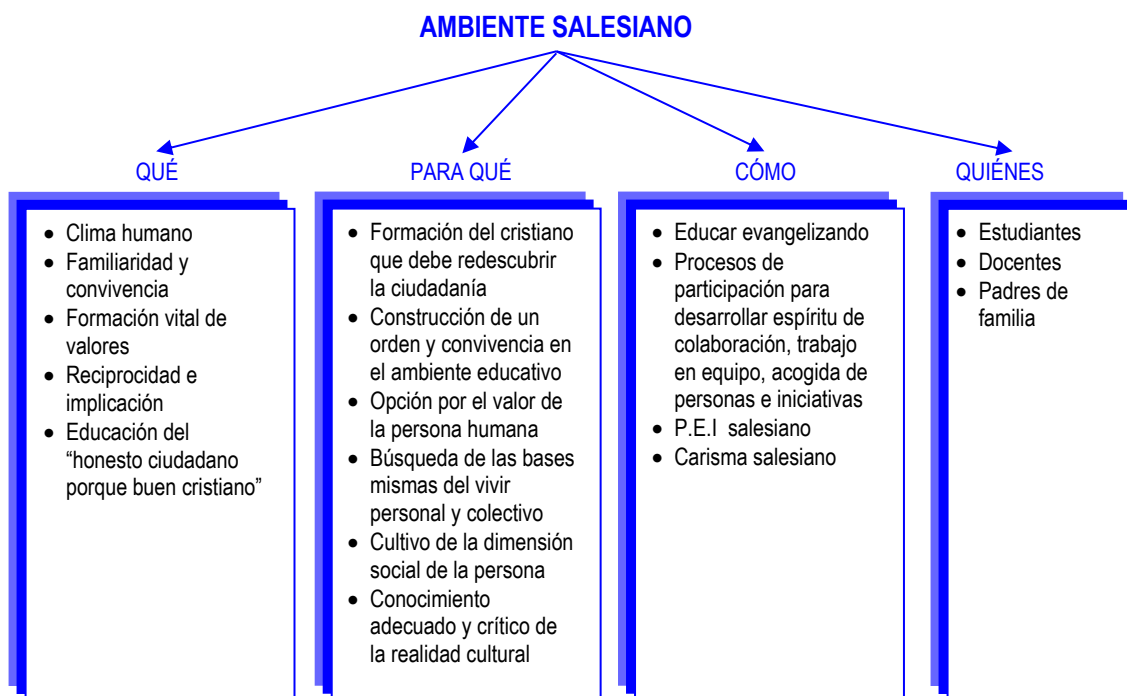 AMBIENTE SALESIANO
QUÉ
• Clima humano
• Familiaridad y
convivencia
• Formación vital de
valores
• Reciprocidad e
implicación
• Educación del
“honesto ciudadano
porque buen cristiano”
PARA QUÉ
• Formación del cristiano
que debe redescubrir
la ciudadanía
• Construcción de un
orden y convivencia en
el ambiente educativo
• Opción por el valor de
la persona humana
• Búsqueda de las bases
mismas del vivir
personal y colectivo
• Cultivo de la dimensión
social de la persona
• Conocimiento
adecuado y crítico de
la realidad cultural
CÓMO
• Educar evangelizando
• Procesos de
participación para
desarrollar espíritu de
colaboración, trabajo
en equipo, acogida de
personas e iniciativas
• P.E.I salesiano
• Carisma salesiano
QUIÉNES
• Estudiantes
• Docentes
• Padres de
familia